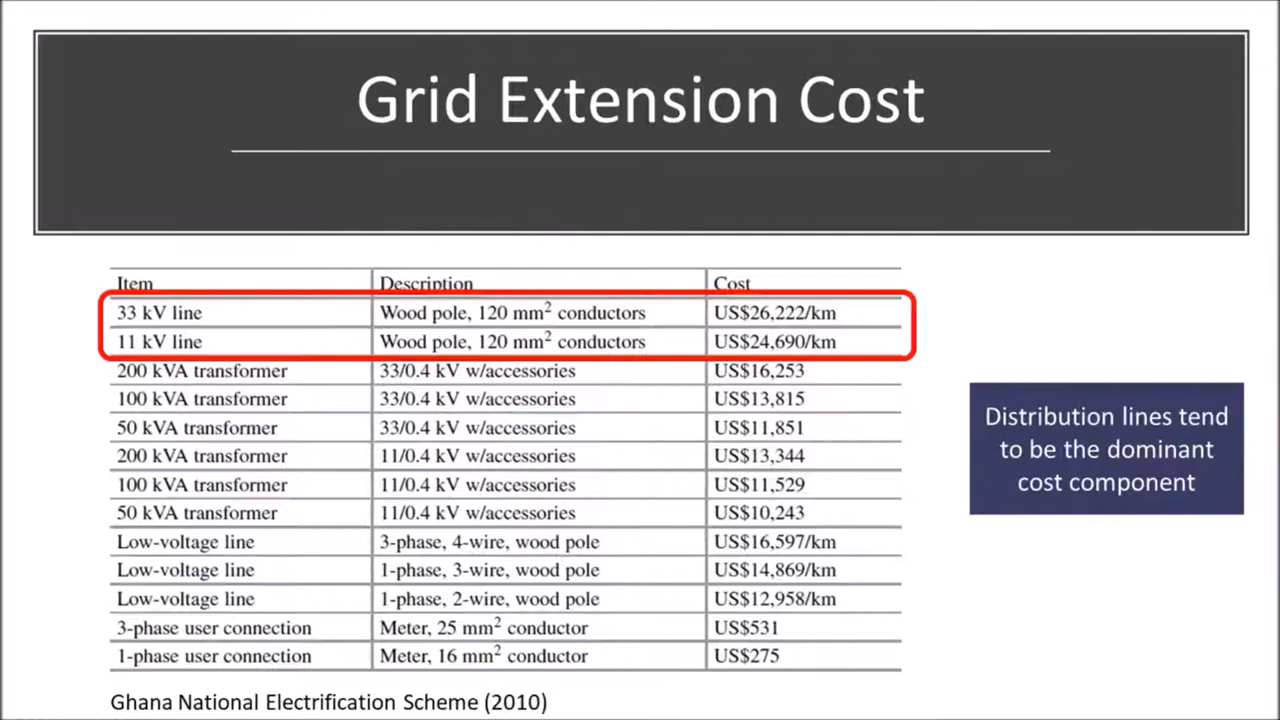 Grid Extension Cost
Item Description Cost
33 kV line Wood pole, 120 mm² conductors US$26,222/km
11 kV line Wood pole, 120 mm² conductors US$24,690/km
200 kVA transformer 33/0.4 kV w/accessories US$16,253
100 kVA transformer 33/0.4 kV w/accessories US$13,815
50 kVA transformer 33/0.4 kV w/accessories US$11,851
200 kVA transformer 11/0.4 kV w/accessories US$13,344
100 kVA transformer 11/0.4 kV w/accessories US$11,529
50 kVA transformer 11/0.4 kV w/accessories US$10,243
Low-voltage line 3-phase, 4-wire, wood pole US$16,597/km
Low-voltage line 1-phase, 3-wire, wood pole US$14,869/km
Low-voltage line 1-phase, 2-wire, wood pole US$12,958/km
3-phase user connection Meter, 25 mm² conductor US$531
1-phase user connection Meter, 16 mm² conductor US$275
Distribution lines tend
to be the dominant
cost component
Ghana National Electrification Scheme (2010)